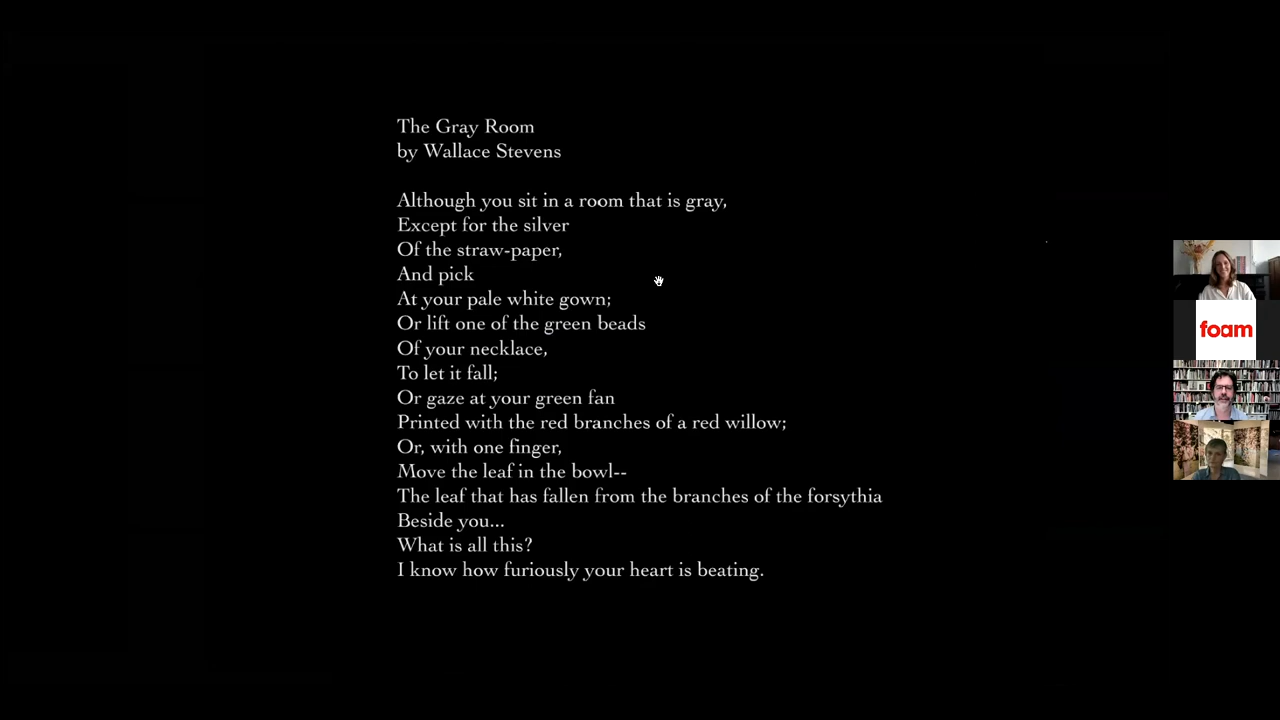 The Gray Room
by Wallace Stevens
Although you sit in a room that is gray,
Except for the silver
Of the straw-paper,
And pick
At your pale white gown;
Or lift one of the green beads
Of your necklace,
To let it fall;
Or gaze at your green fan
Printed with the red branches of a red willow;
Or, with one finger,
Move the leaf in the bowl--
The leaf that has fallen from the branches of the forsythia
Beside you...
What is all this?
I know how furiously your heart is beating.
foam